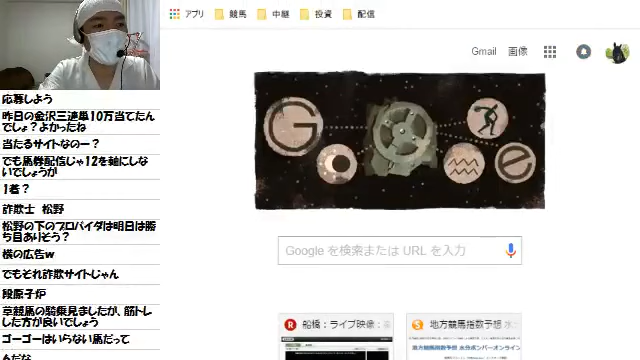 アプリ 競馬 中継 投資 配信
Gmail 画像
応募しよう
昨日の金沢三連単10万当てたん
でしょ？よかったね
当たるサイトなのー？
でも馬券配信じゃ12を軸にしな
いでしょうが
1着？
詐欺士 松野
松野の下のプロバイダは明日は勝
ち目ありそう？
横の広告w
でもそれ詐欺サイトじゃん
段原子炉
草競馬の騎乗見ましたが、筋トレ
した方が良いでしょう
ゴーゴーはいらない馬だって
Google を検索または URL を入力
船橋：ライブ映像：
地方競馬指数予想 水